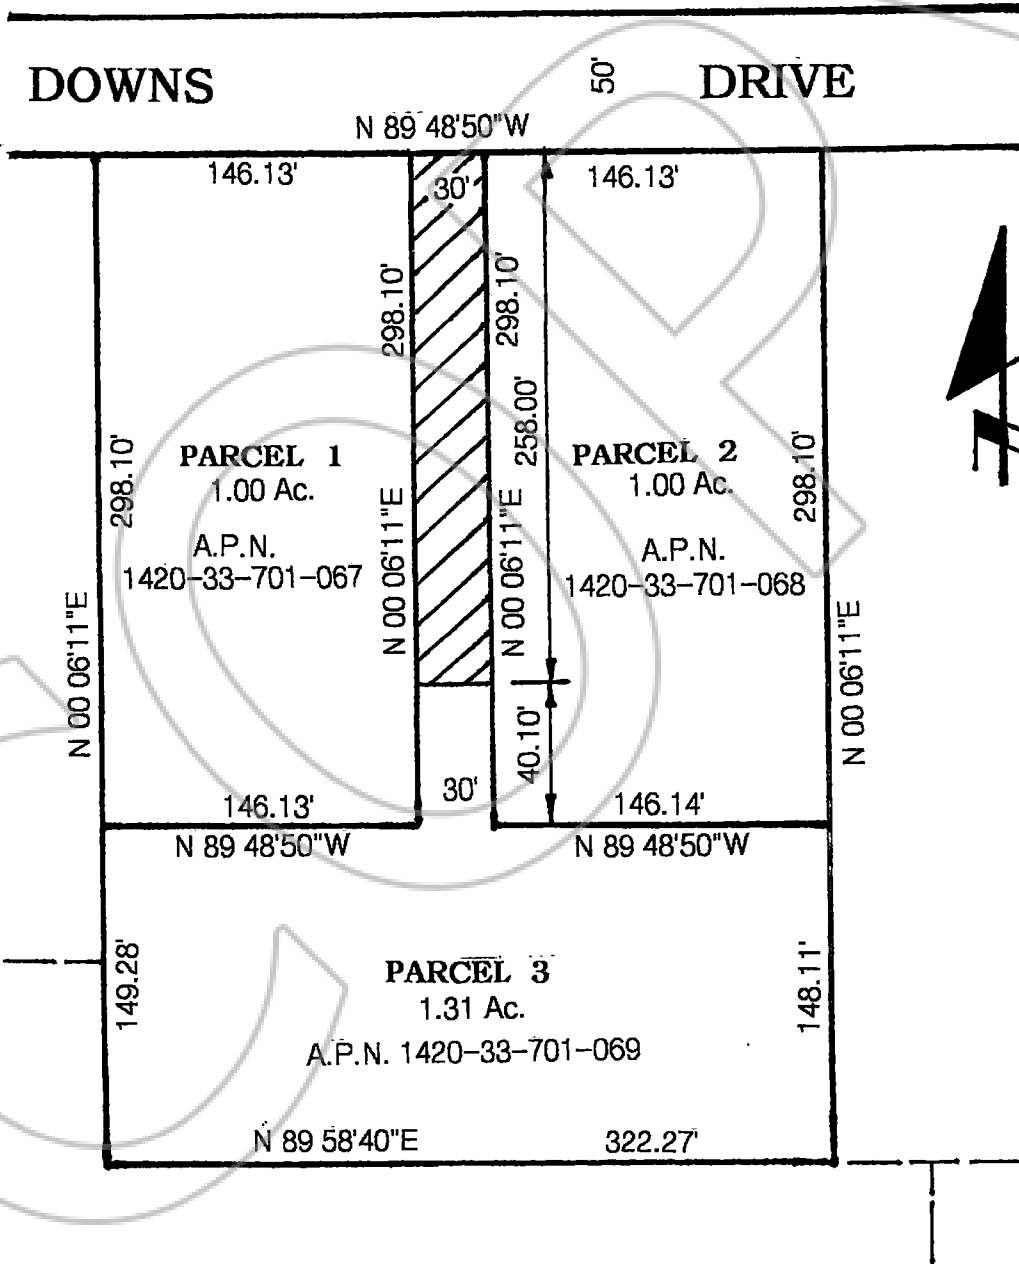 DOWNS DRIVE
50'
N 89 48'50"W
146.13'
30'
146.13'
298.10'
298.10'
258.00'
298.10'
298.10'
PARCEL 1
1.00 Ac.
A.P.N.
1420-33-701-067
PARCEL 2
1.00 Ac.
A.P.N.
1420-33-701-068
N 00 06'11"E
N 00 06'11"E
N 00 06'11"E
N 00 06'11"E
40.10'
30'
146.13'
N 89 48'50"W
146.14'
N 89 48'50"W
149.28'
148.11'
PARCEL 3
1.31 Ac.
A.P.N. 1420-33-701-069
N 89 58'40"E 322.27'
COP